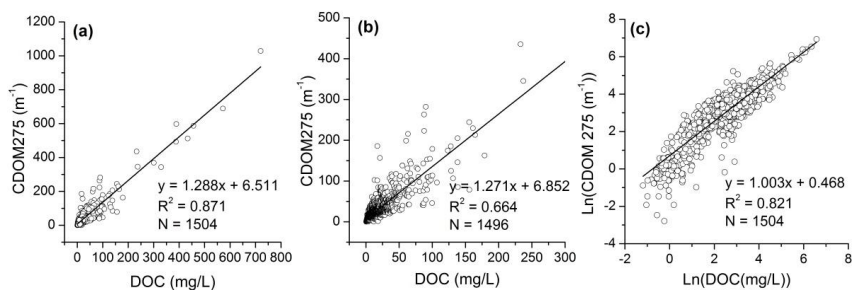 (a)
CDOM275 (m⁻¹)
1200
1000
800
600
400
200
0
y = 1.288x + 6.511
R² = 0.871
N = 1504
0 100 200 300 400 500 600 700 800
DOC (mg/L)
(b)
CDOM275 (m⁻¹)
500
400
300
200
100
0
y = 1.271x + 6.852
R² = 0.664
N = 1496
0 50 100 150 200 250 300
DOC (mg/L)
(c)
Ln(CDOM 275 (m⁻¹))
8
6
4
2
0
-2
-4
y = 1.003x + 0.468
R² = 0.821
N = 1504
-2 0 2 4 6 8
Ln(DOC(mg/L))